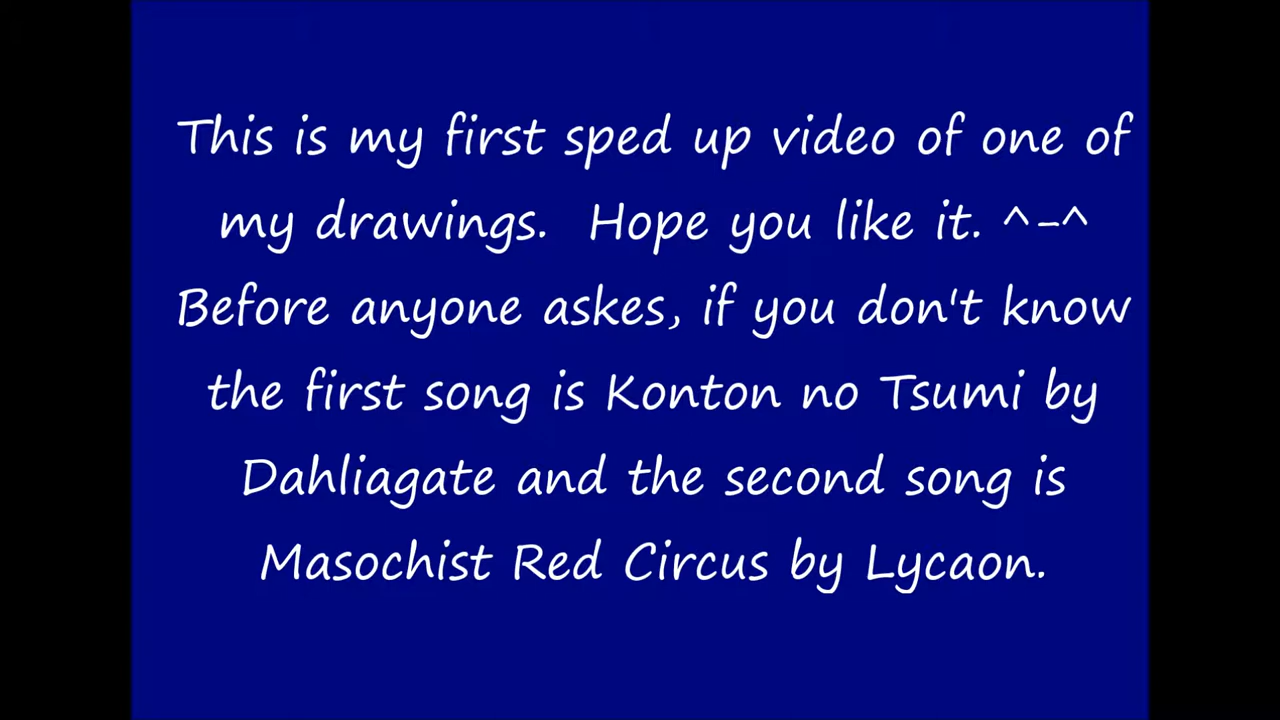 This is my first sped up video of one of
my drawings.  Hope you like it. ^-^
Before anyone askes, if you don't know
the first song is Konton no Tsumi by
Dahliagate and the second song is
Masochist Red Circus by Lycaon.